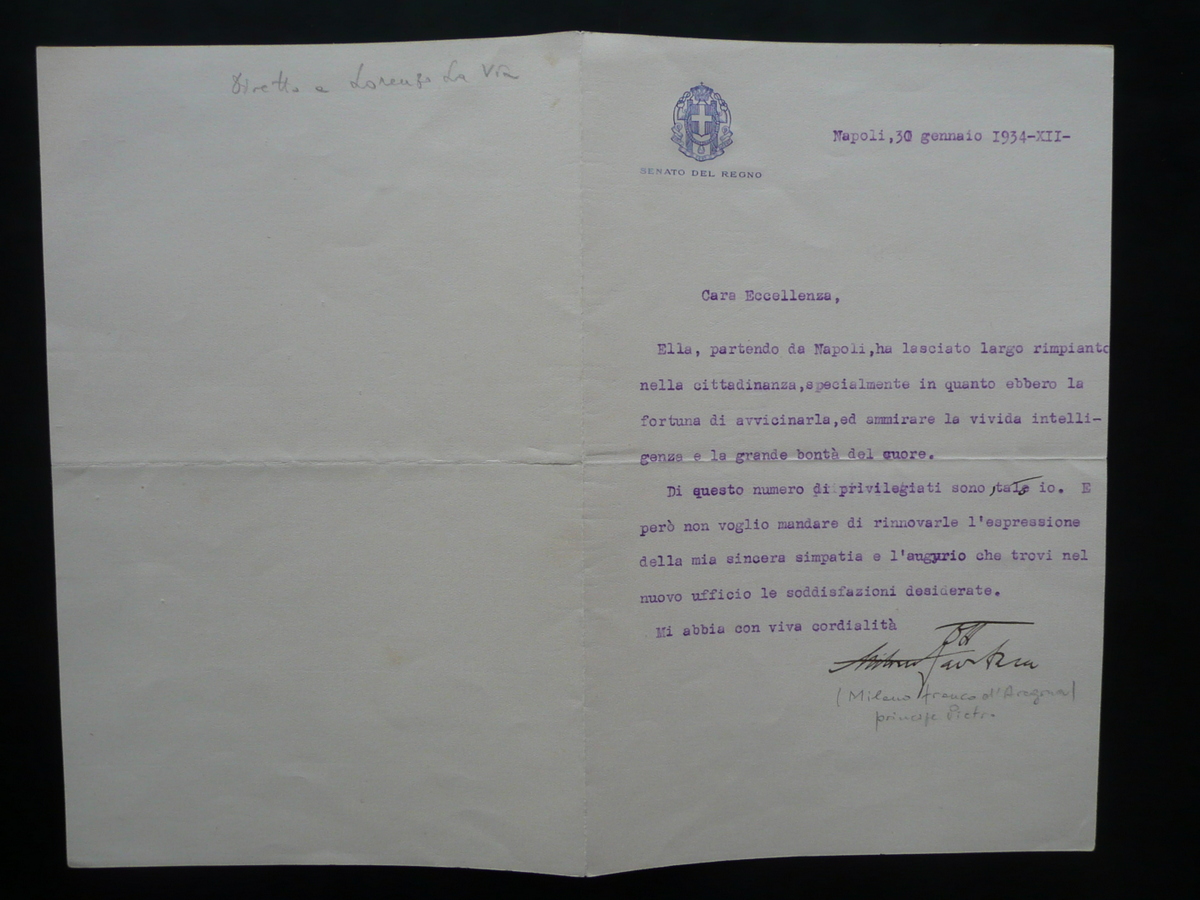 Diretta a Lorenzo La Via
SENATO DEL REGNO
Napoli,30 gennaio 1934-XII-
Cara Eccellenza,
Ella, partendo da Napoli,ha lasciato largo rimpianto
nella cittadinanza,specialmente in quanto ebbero la
fortuna di avvicinarla,ed ammirare la vivida intelli-
genza e la grande bontà del cuore.
Di questo numero di privilegiati sono io. E
però non voglio mandare di rinnovarle l'espressione
della mia sincera simpatia e l'augurio che trovi nel
nuovo ufficio le soddisfazioni desiderate.
Mi abbia con viva cordialità
(Milano Franco d'Aragona)
principe Pietro